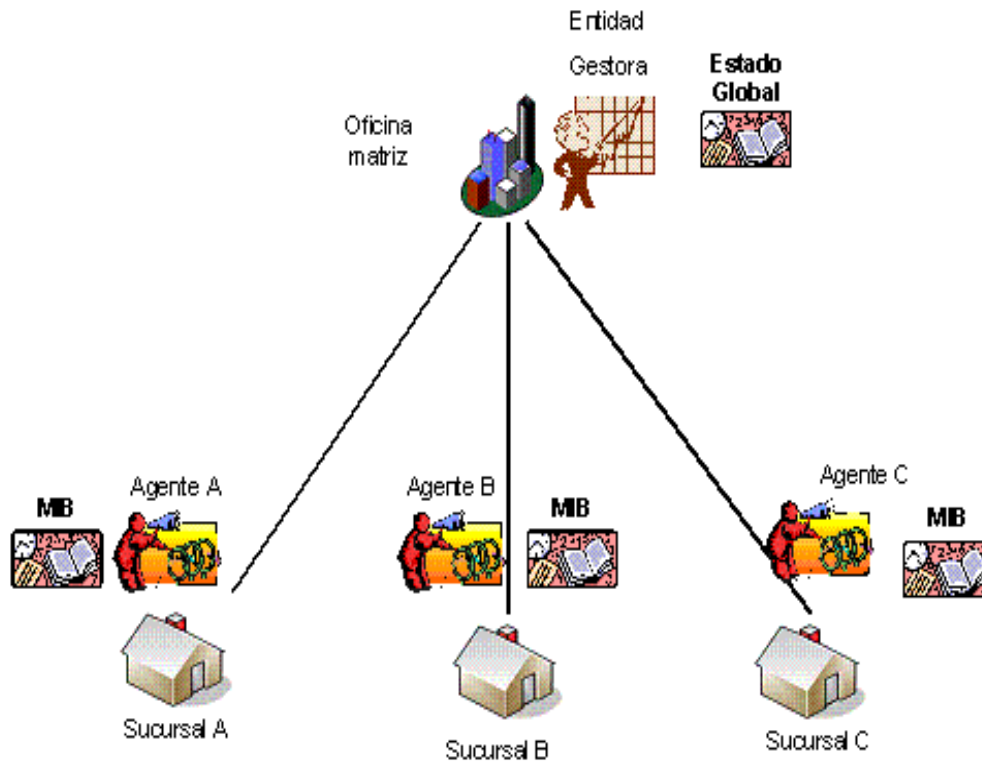 Entidad
Gestora
Estado
Global
Oficina
matriz
Agente A
MIB
Agente B
MIB
Agente C
MIB
Sucursal A
Sucursal B
Sucursal C